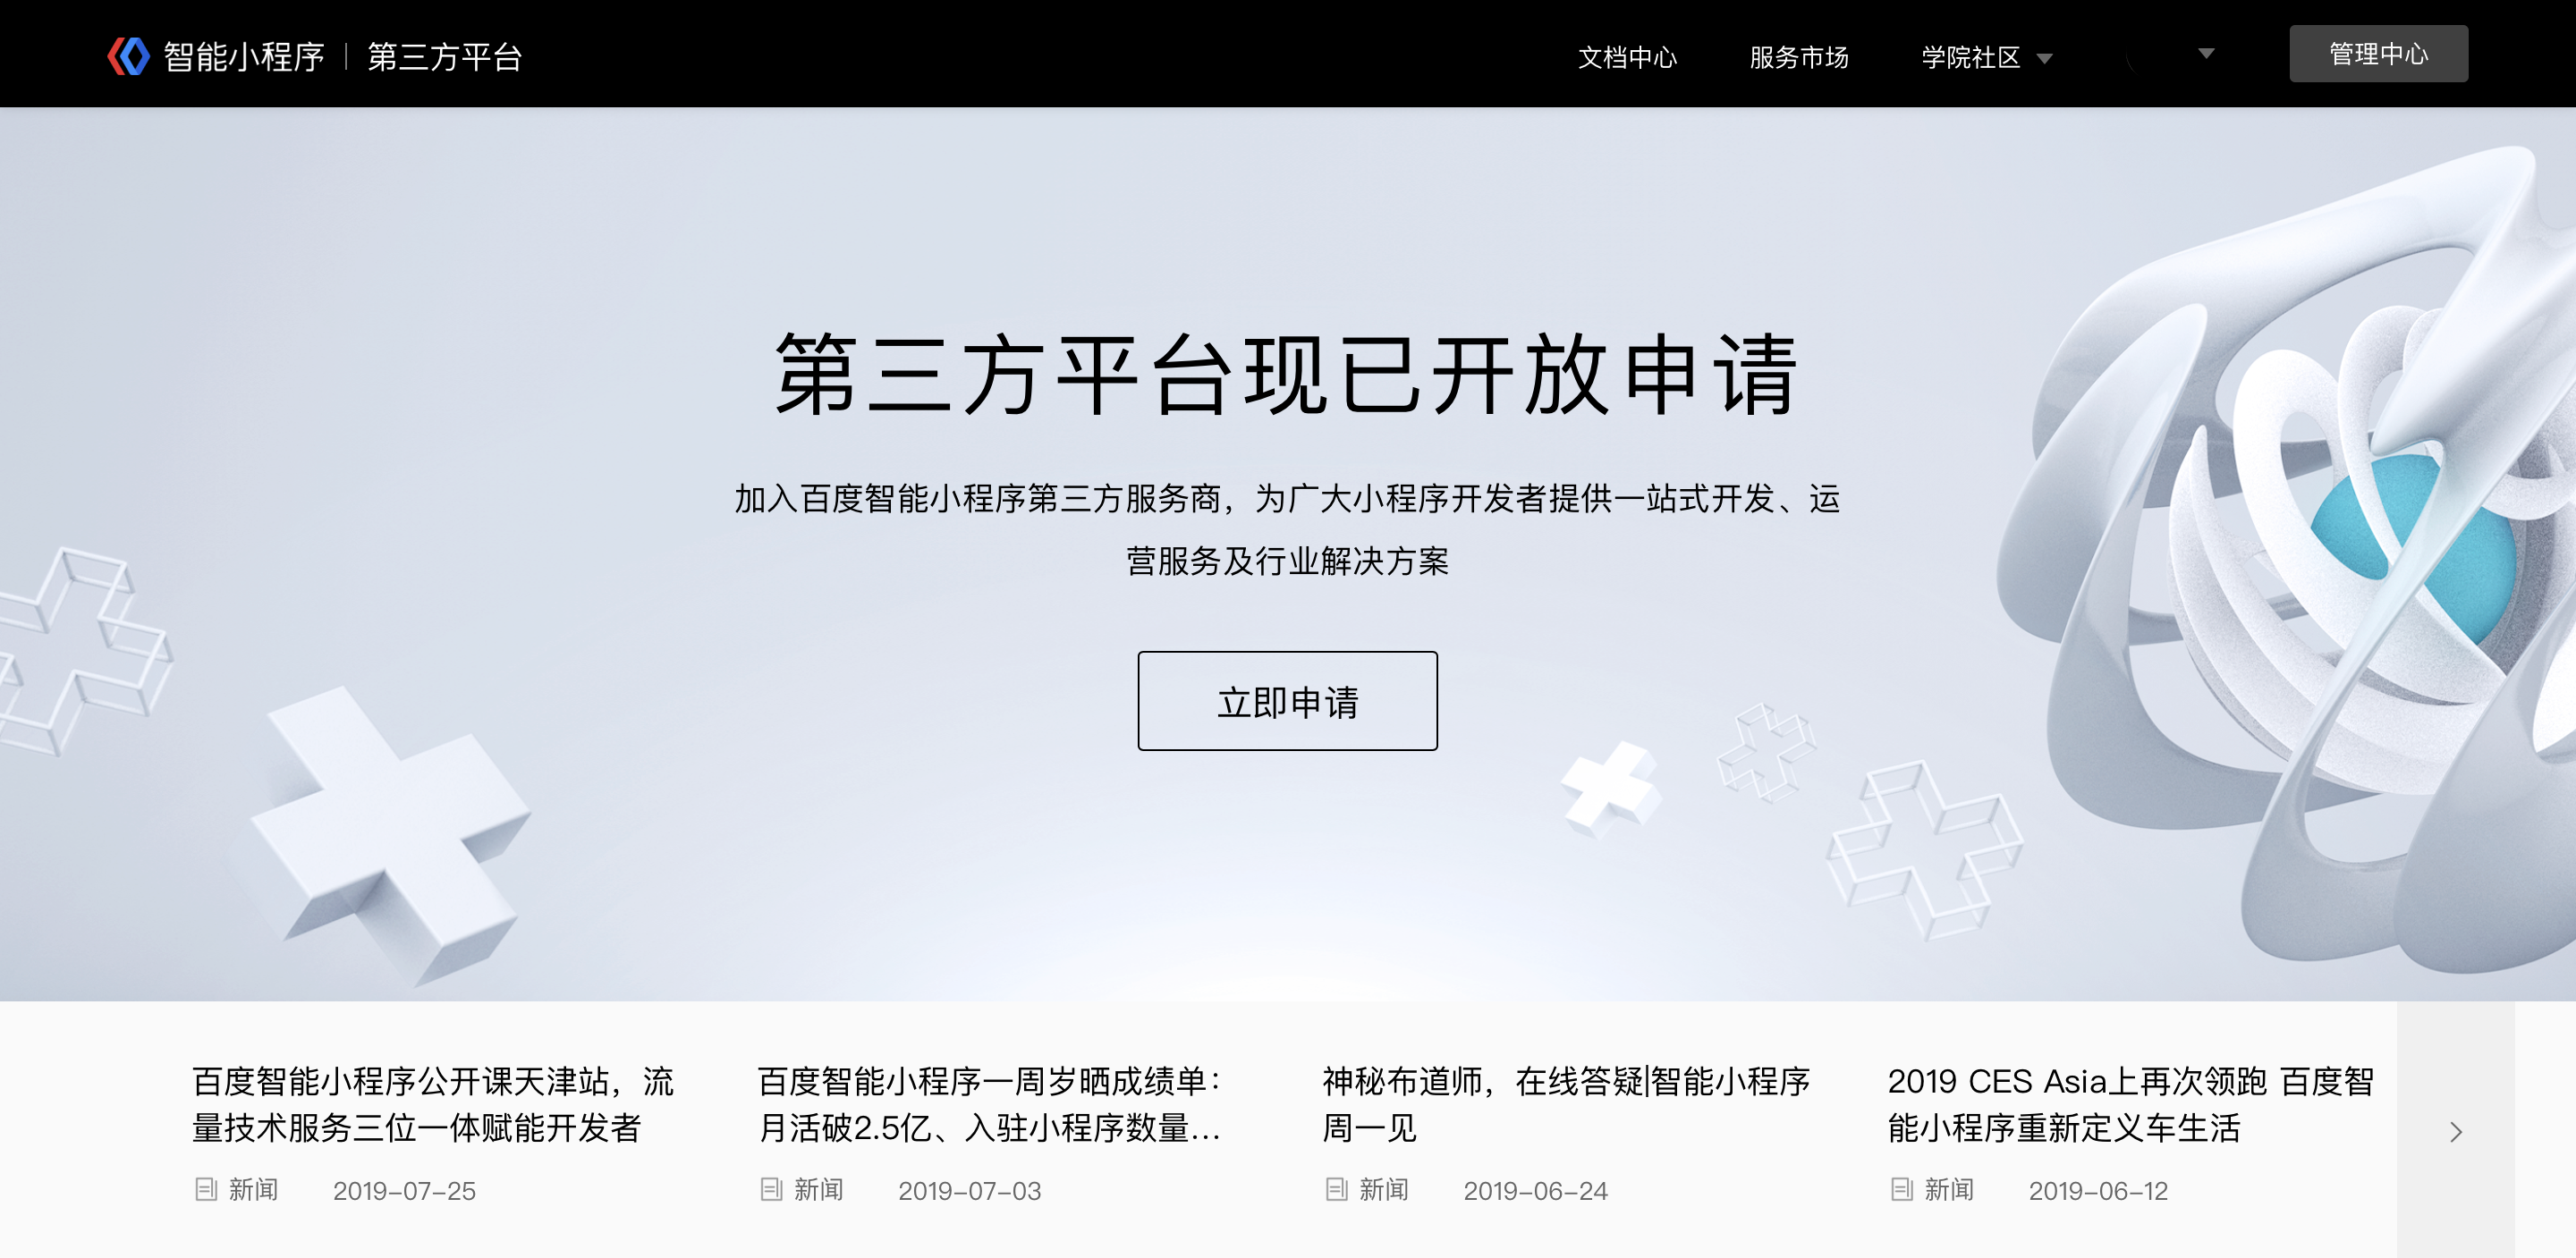 智能小程序 | 第三方平台
文档中心
服务市场
学院社区
管理中心
第三方平台现已开放申请
加入百度智能小程序第三方服务商，为广大小程序开发者提供一站式开发、运
营服务及行业解决方案
立即申请
百度智能小程序公开课天津站，流
量技术服务三位一体赋能开发者
新闻 2019-07-25
百度智能小程序一周岁晒成绩单：
月活破2.5亿、入驻小程序数量...
新闻 2019-07-03
神秘布道师，在线答疑|智能小程序
周一见
新闻 2019-06-24
2019 CES Asia上再次领跑 百度智
能小程序重新定义车生活
新闻 2019-06-12